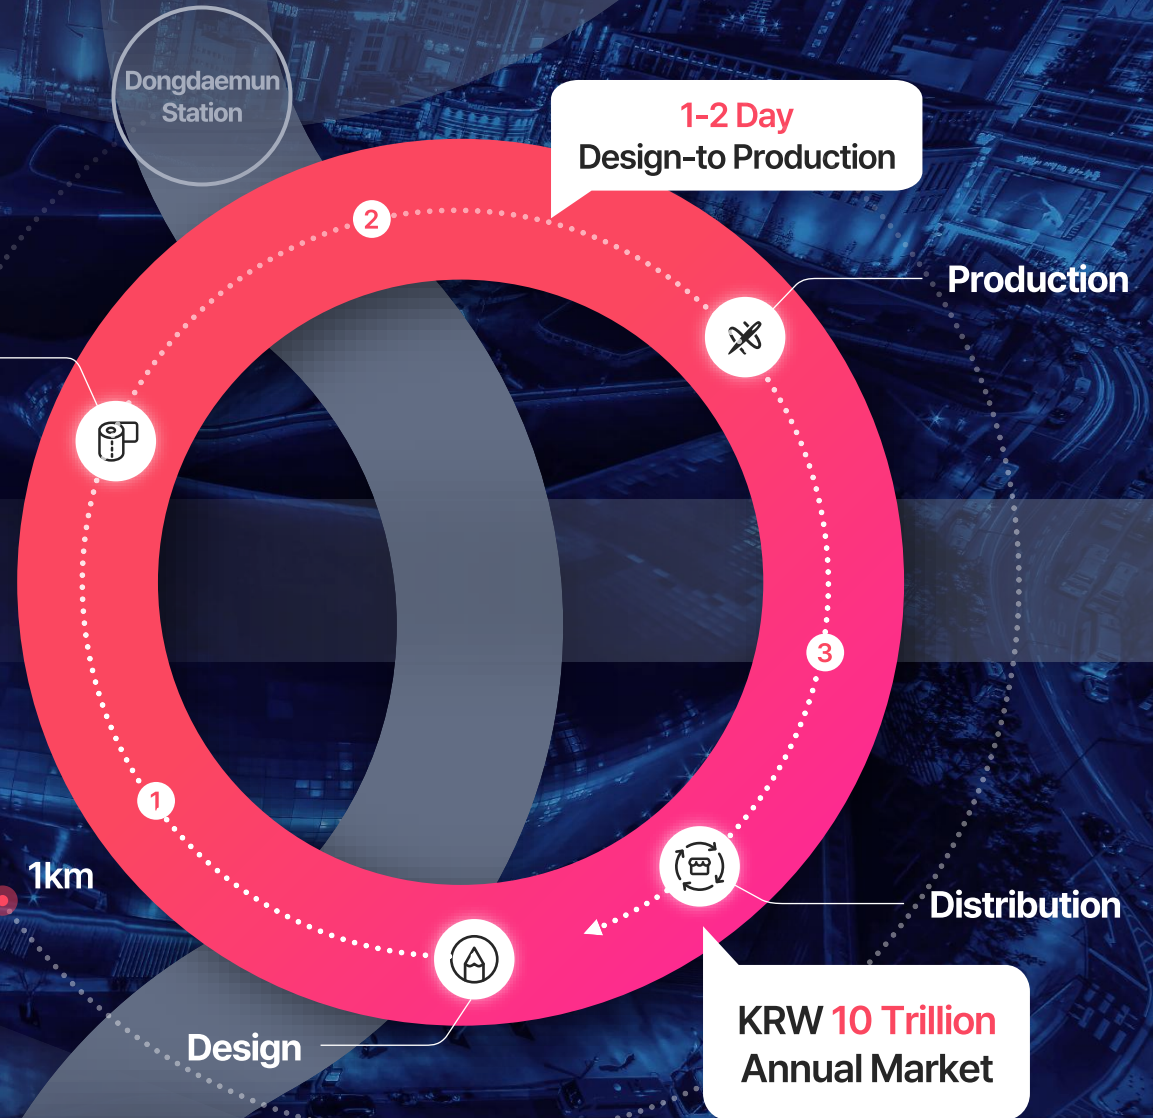 Dongdaemun
Station
1-2 Day
Design-to Production
2
Production
3
1
1km
Distribution
KRW 10 Trillion
Annual Market
Design